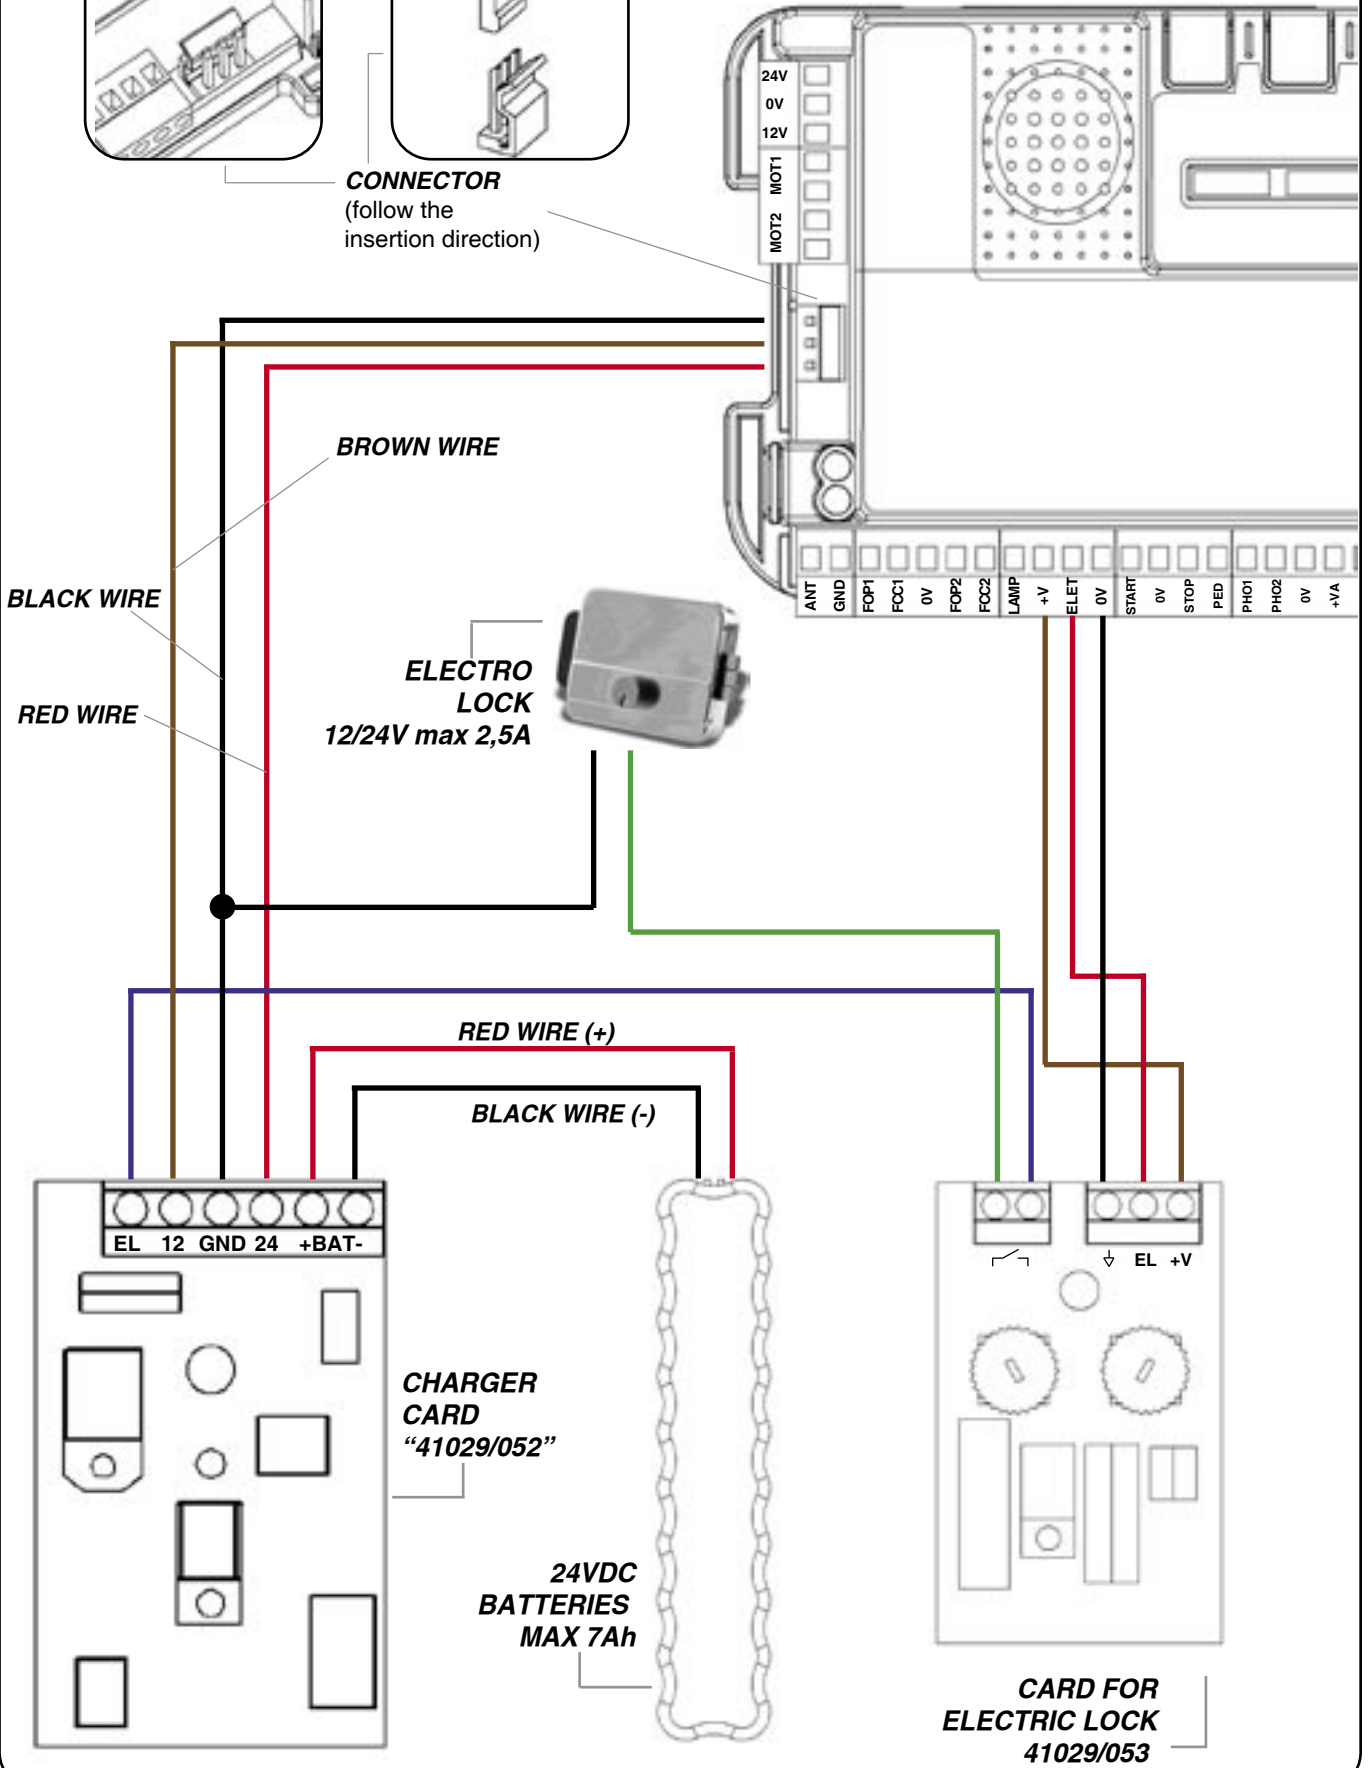 24V
0V
12V
MOT1
MOT2
CONNECTOR
(follow the
insertion direction)
BROWN WIRE
BLACK WIRE
RED WIRE
ANT GND FOP1 FCC1 0V FOP2 FCC2 LAMP +V ELET 0V START 0V STOP PED PHO1 PHO2 0V +VA
ELECTRO
LOCK
12/24V max 2,5A
RED WIRE (+)
BLACK WIRE (-)
EL 12 GND 24 +BAT-
EL +V
CHARGER
CARD
“41029/052”
24VDC
BATTERIES
MAX 7Ah
CARD FOR
ELECTRIC LOCK
41029/053